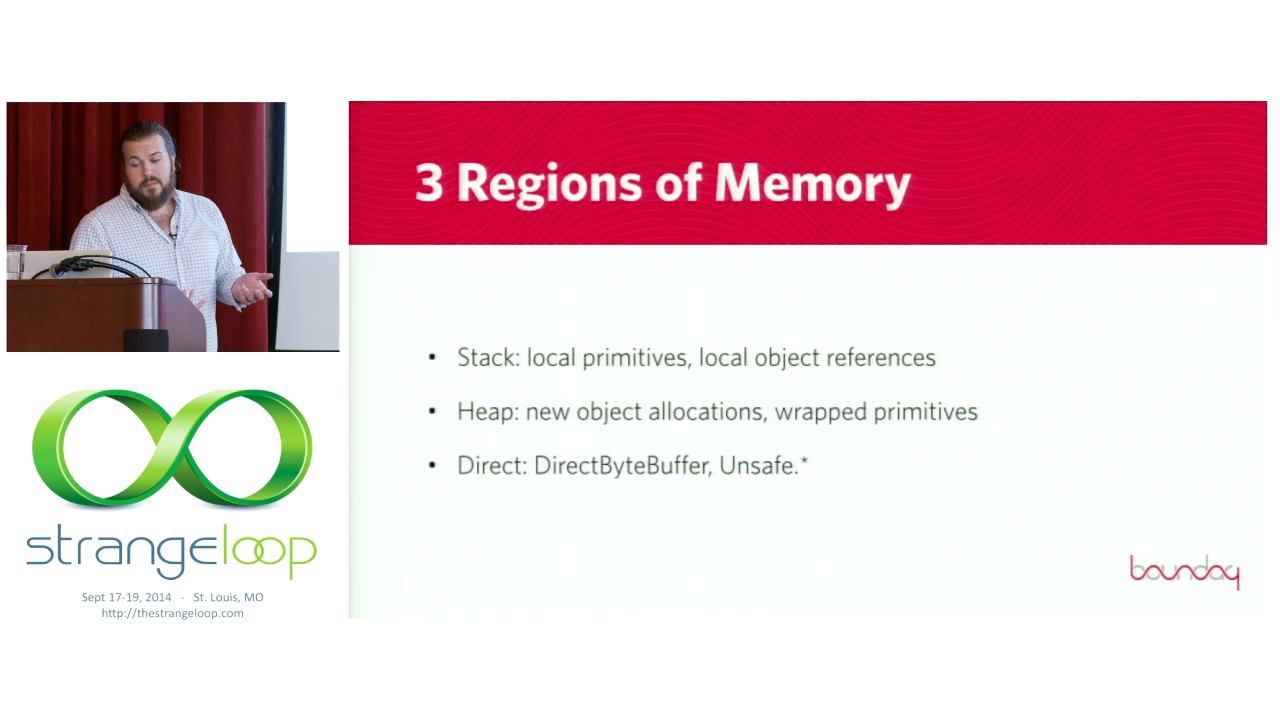 3 Regions of Memory
• Stack: local primitives, local object references
• Heap: new object allocations, wrapped primitives
• Direct: DirectByteBuffer, Unsafe.*
boundary
strangeloop
Sept 17-19, 2014 - St. Louis, MO
http://thestrangeloop.com